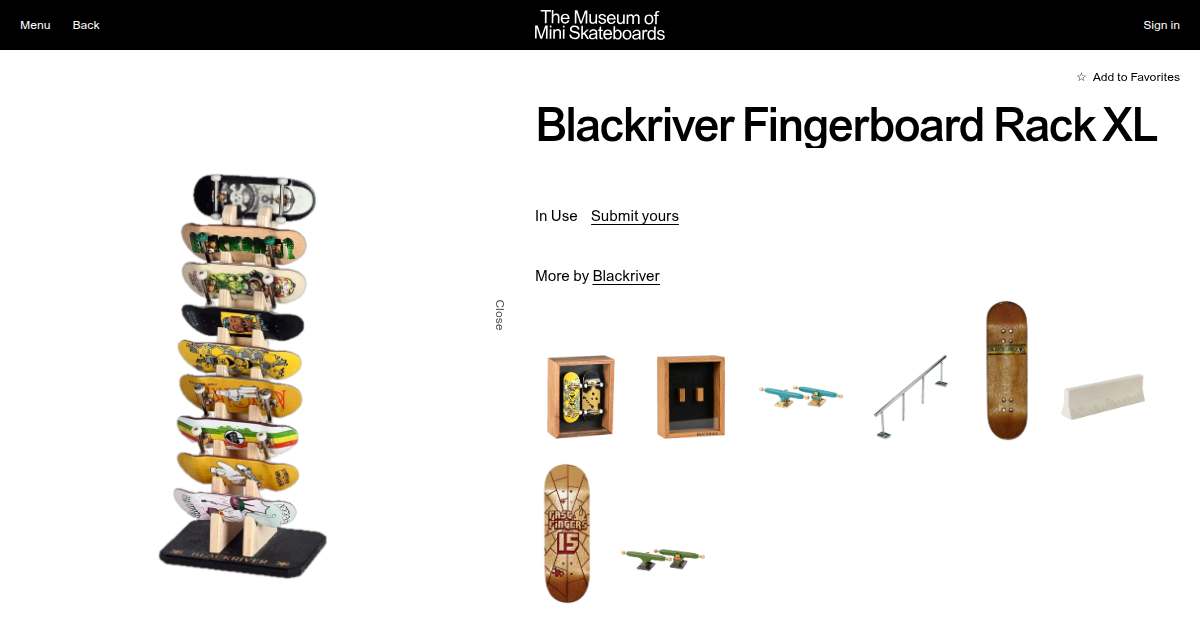 Menu
Back
The Museum of
Mini Skateboards
Sign in
☆ Add to Favorites
Blackriver Fingerboard Rack XL
In Use Submit yours
More by Blackriver
Close
BLACKRIVER
FAST
FINGERS
15